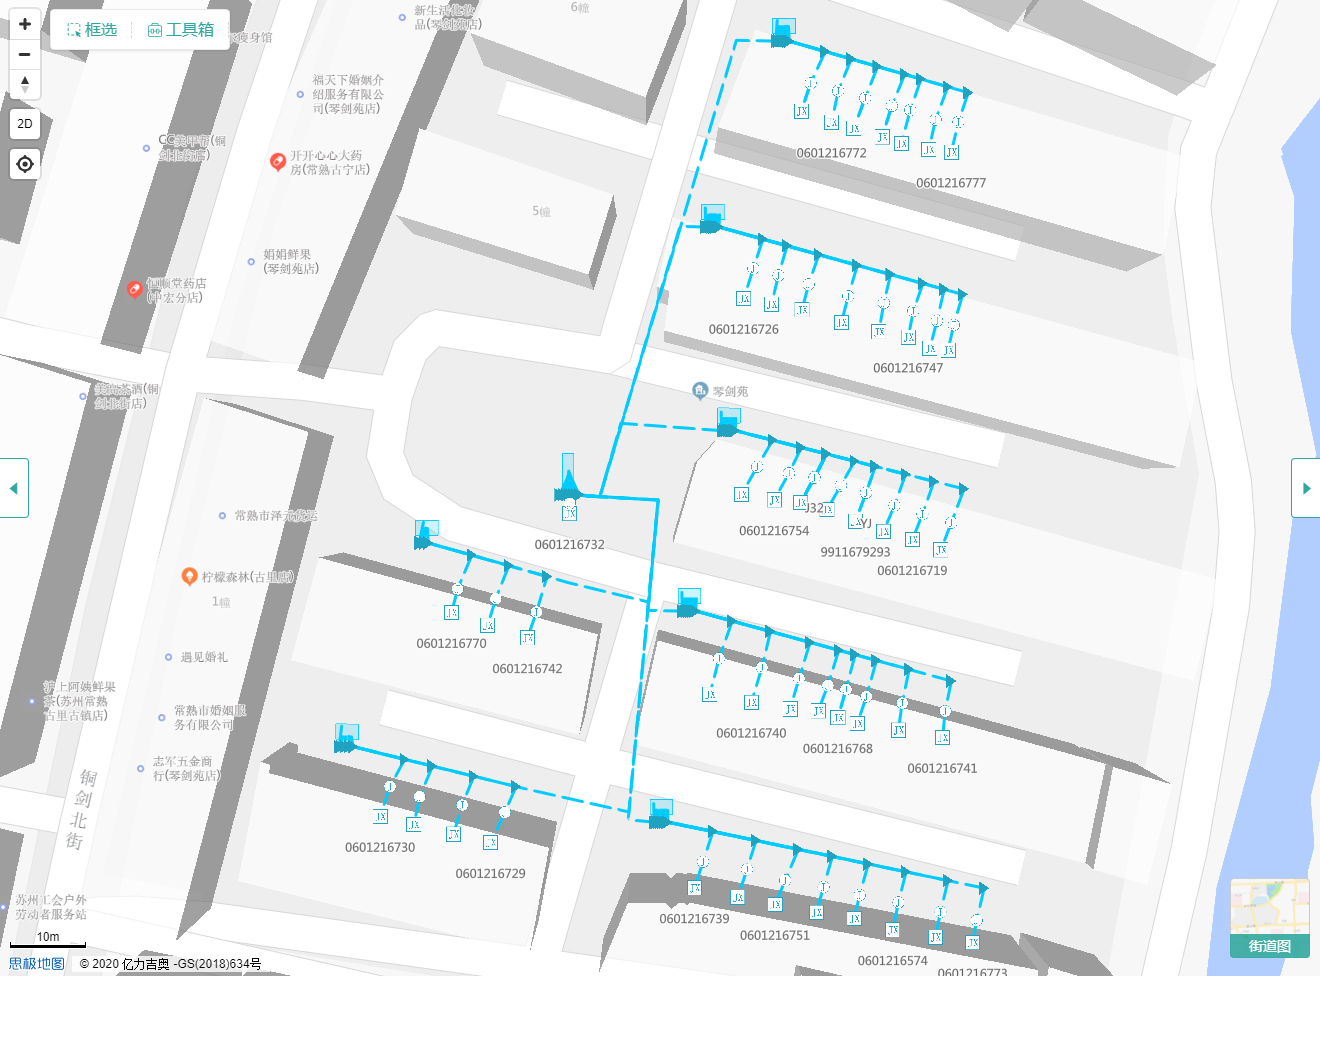 框选
工具箱
2D
新生活化妆
品(琴剑苑店)
6幢
瘦身馆
福天下婚姻介
绍服务有限公
司(琴剑苑店)
CC美甲帮(铜
剑北街店)
开开心心大药
房(常熟古宁店)
5幢
娟娟鲜果
(琴剑苑店)
恒顺堂药店
(中宏分店)
0601216772
0601216777
0601216726
0601216747
琴剑苑
茶酒(铜
剑北街店)
常熟市泽元货运
0601216732
0601216754
J32
YJ
9911679293
0601216719
柠檬森林(古里店)
1幢
遇见婚礼
沪上阿姨鲜果
茶(苏州常熟
古里古镇店)
常熟市婚姻服
务有限公司
志军五金商
行(琴剑苑店)
铜剑北街
0601216770
0601216742
0601216740
0601216768
0601216741
0601216730
0601216729
0601216739
0601216751
0601216574
0601216773
苏州工会户外
劳动者服务站
10m
思极地图
© 2020 亿力吉奥 -GS(2018)634号
街道图